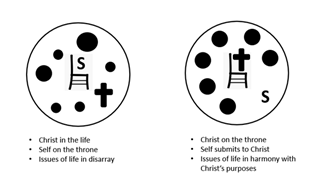 S
S
• Christ in the life
• Self on the throne
• Issues of life in disarray
• Christ on the throne
• Self submits to Christ
• Issues of life in harmony with
Christ's purposes